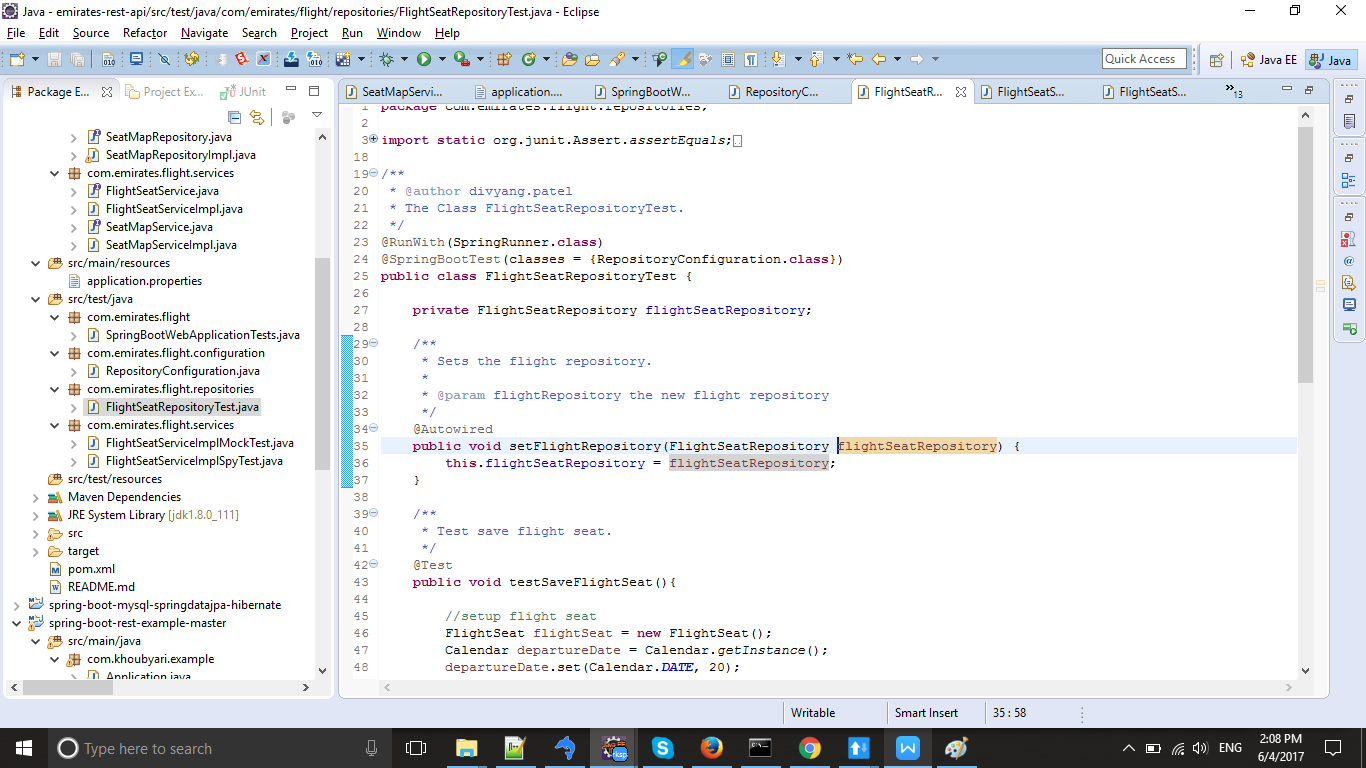 Java - emirates-rest-api/src/test/java/com/emirates/flight/repositories/FlightSeatRepositoryTest.java - Eclipse
File Edit Source Refactor Navigate Search Project Run Window Help
Quick Access Java EE Java
Package E... Project Ex... JUnit
SeatMapServi... application.... SpringBootW... RepositoryC... FlightSeatR... FlightSeatS... FlightSeatS... »13
SeatMapRepository.java
SeatMapRepositoryImpl.java
com.emirates.flight.services
FlightSeatService.java
FlightSeatServiceImpl.java
SeatMapService.java
SeatMapServiceImpl.java
src/main/resources
application.properties
src/test/java
com.emirates.flight
SpringBootWebApplicationTests.java
com.emirates.flight.configuration
RepositoryConfiguration.java
com.emirates.flight.repositories
FlightSeatRepositoryTest.java
com.emirates.flight.services
FlightSeatServiceImplMockTest.java
FlightSeatServiceImplSpyTest.java
src/test/resources
Maven Dependencies
JRE System Library [jdk1.8.0_111]
src
target
pom.xml
README.md
spring-boot-mysql-springdatajpa-hibernate
spring-boot-rest-example-master
src/main/java
com.khoubyari.example
Application.java
1 package com.emirates.flight.repositories;
2
3 import static org.junit.Assert.assertEquals;
18
19 /**
20 * @author divyang.patel
21 * The Class FlightSeatRepositoryTest.
22 */
23 @RunWith(SpringRunner.class)
24 @SpringBootTest(classes = {RepositoryConfiguration.class})
25 public class FlightSeatRepositoryTest {
26
27 private FlightSeatRepository flightSeatRepository;
28
29 /**
30 * Sets the flight repository.
31 *
32 * @param flightRepository the new flight repository
33 */
34 @Autowired
35 public void setFlightRepository(FlightSeatRepository flightSeatRepository) {
36 this.flightSeatRepository = flightSeatRepository;
37 }
38
39 /**
40 * Test save flight seat.
41 */
42 @Test
43 public void testSaveFlightSeat(){
44
45 //setup flight seat
46 FlightSeat flightSeat = new FlightSeat();
47 Calendar departureDate = Calendar.getInstance();
48 departureDate.set(Calendar.DATE, 20);
Writable Smart Insert 35 : 58
Type here to search
ENG 2:08 PM
6/4/2017